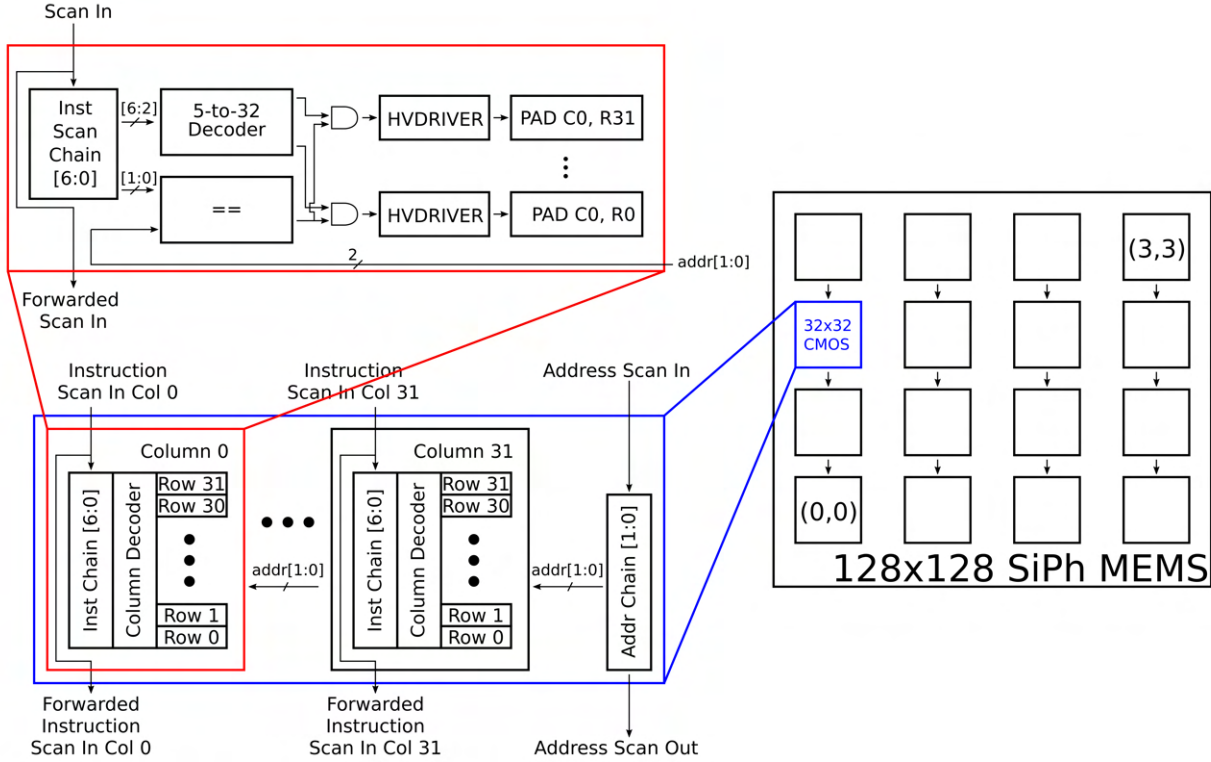 Scan In
Inst
Scan
Chain
[6:0]
[6:2]
[1:0]
5-to-32
Decoder
==
HVDRIVER
PAD C0, R31
HVDRIVER
PAD C0, R0
2
addr[1:0]
Forwarded
Scan In
Instruction
Scan In Col 0
Instruction
Scan In Col 31
Address Scan In
Column 0
Inst Chain [6:0]
Column Decoder
Row 31
Row 30
Row 1
Row 0
addr[1:0]
Column 31
Inst Chain [6:0]
Column Decoder
Row 31
Row 30
Row 1
Row 0
addr[1:0]
Addr Chain [1:0]
Forwarded
Instruction
Scan In Col 0
Forwarded
Instruction
Scan In Col 31
Address Scan Out
(3,3)
32x32
CMOS
(0,0)
128x128 SiPh MEMS